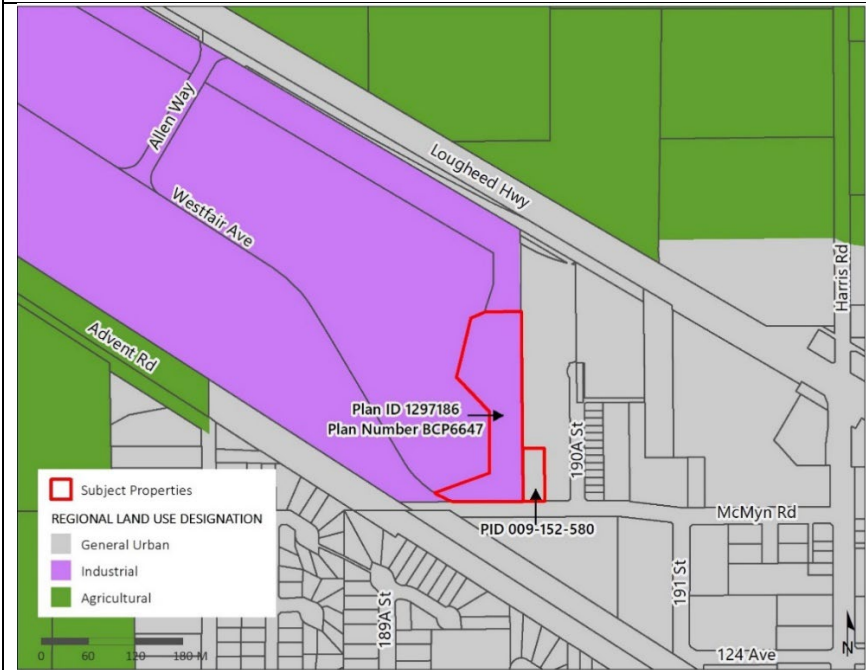 Allen Way
Lougheed Hwy
Westfair Ave
Harris Rd
Advent Rd
Plan ID 1297186
Plan Number BCP6647
190A St
Subject Properties
REGIONAL LAND USE DESIGNATION
General Urban
Industrial
Agricultural
McMyn Rd
PID 009-152-580
191 St
189A St
0 60 120 180 M
124 Ave
N